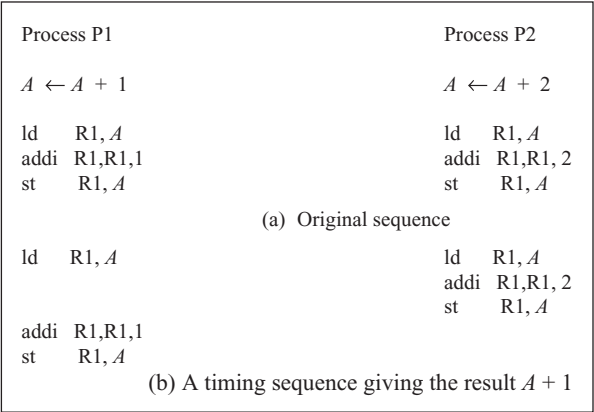 Process P1 Process P2
A ← A + 1 A ← A + 2
ld R1, A ld R1, A
addi R1,R1,1 addi R1,R1, 2
st R1, A st R1, A
(a) Original sequence
ld R1, A ld R1, A
addi R1,R1, 2
st R1, A
addi R1,R1,1
st R1, A
(b) A timing sequence giving the result A + 1